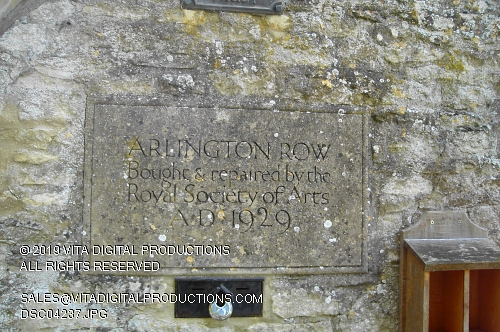 ARLINGTON ROW
Bought & repaired by the
Royal Society of Arts
A.D. 1929
© 2019 VITA DIGITAL PRODUCTIONS
ALL RIGHTS RESERVED
SALES@VITADIGITALPRODUCTIONS.COM
DSC04237.JPG